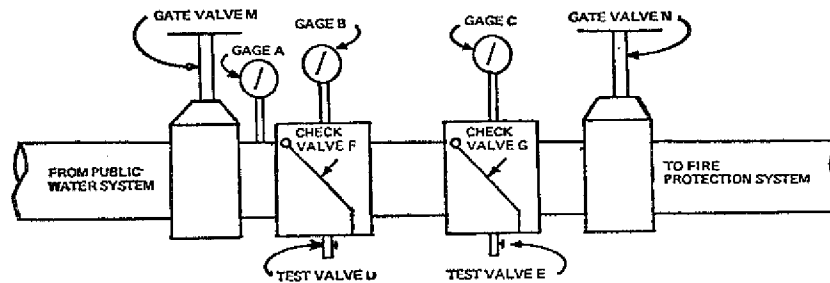 GATE VALVE M
GAGE A
GAGE B
GAGE C
GATE VALVE N
CHECK
VALVE F
CHECK
VALVE G
FROM PUBLIC-
WATER SYSTEM
TO FIRE
PROTECTION SYSTEM
TEST VALVE D
TEST VALVE E